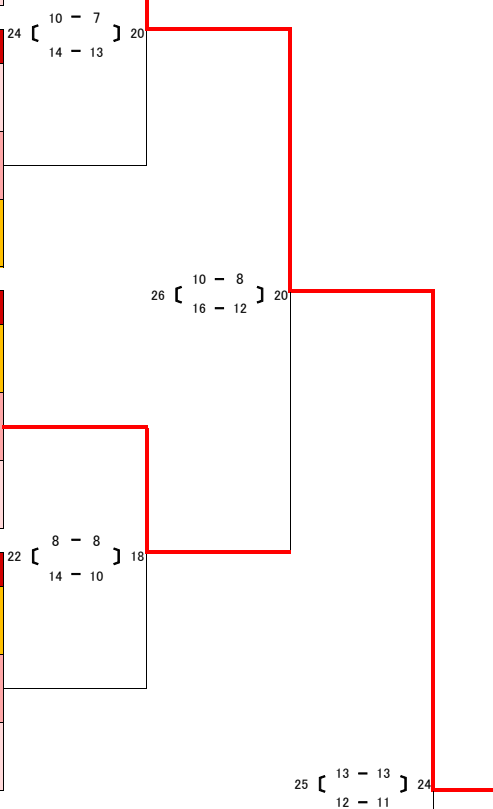 10 － 7
24 〔 〕 20
14 － 13
10 － 8
26 〔 〕 20
16 － 12
8 － 8
22 〔 〕 18
14 － 10
13 － 13
25 〔 〕 24
12 － 11